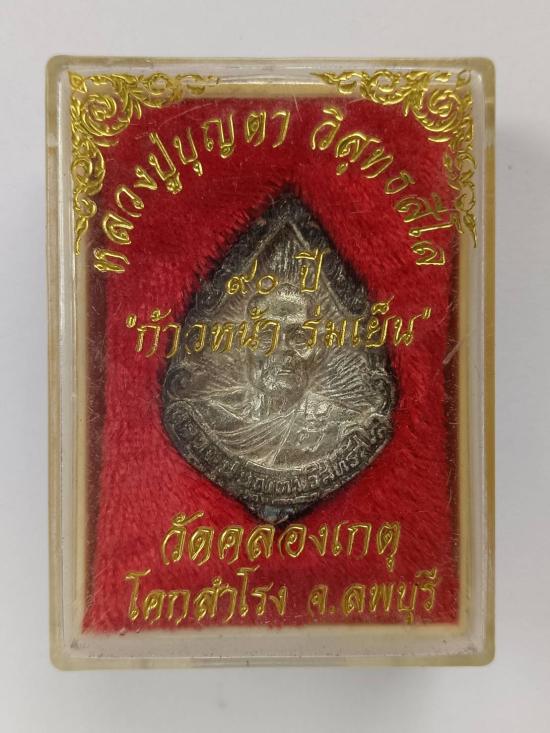 หลวงปู่บุญตา วิสุทธสีโล
๙๐ ปี
"ก้าวหน้า ร่มเย็น"
วัดคลองเกตุ
โคกสำโรง จ.ลพบุรี